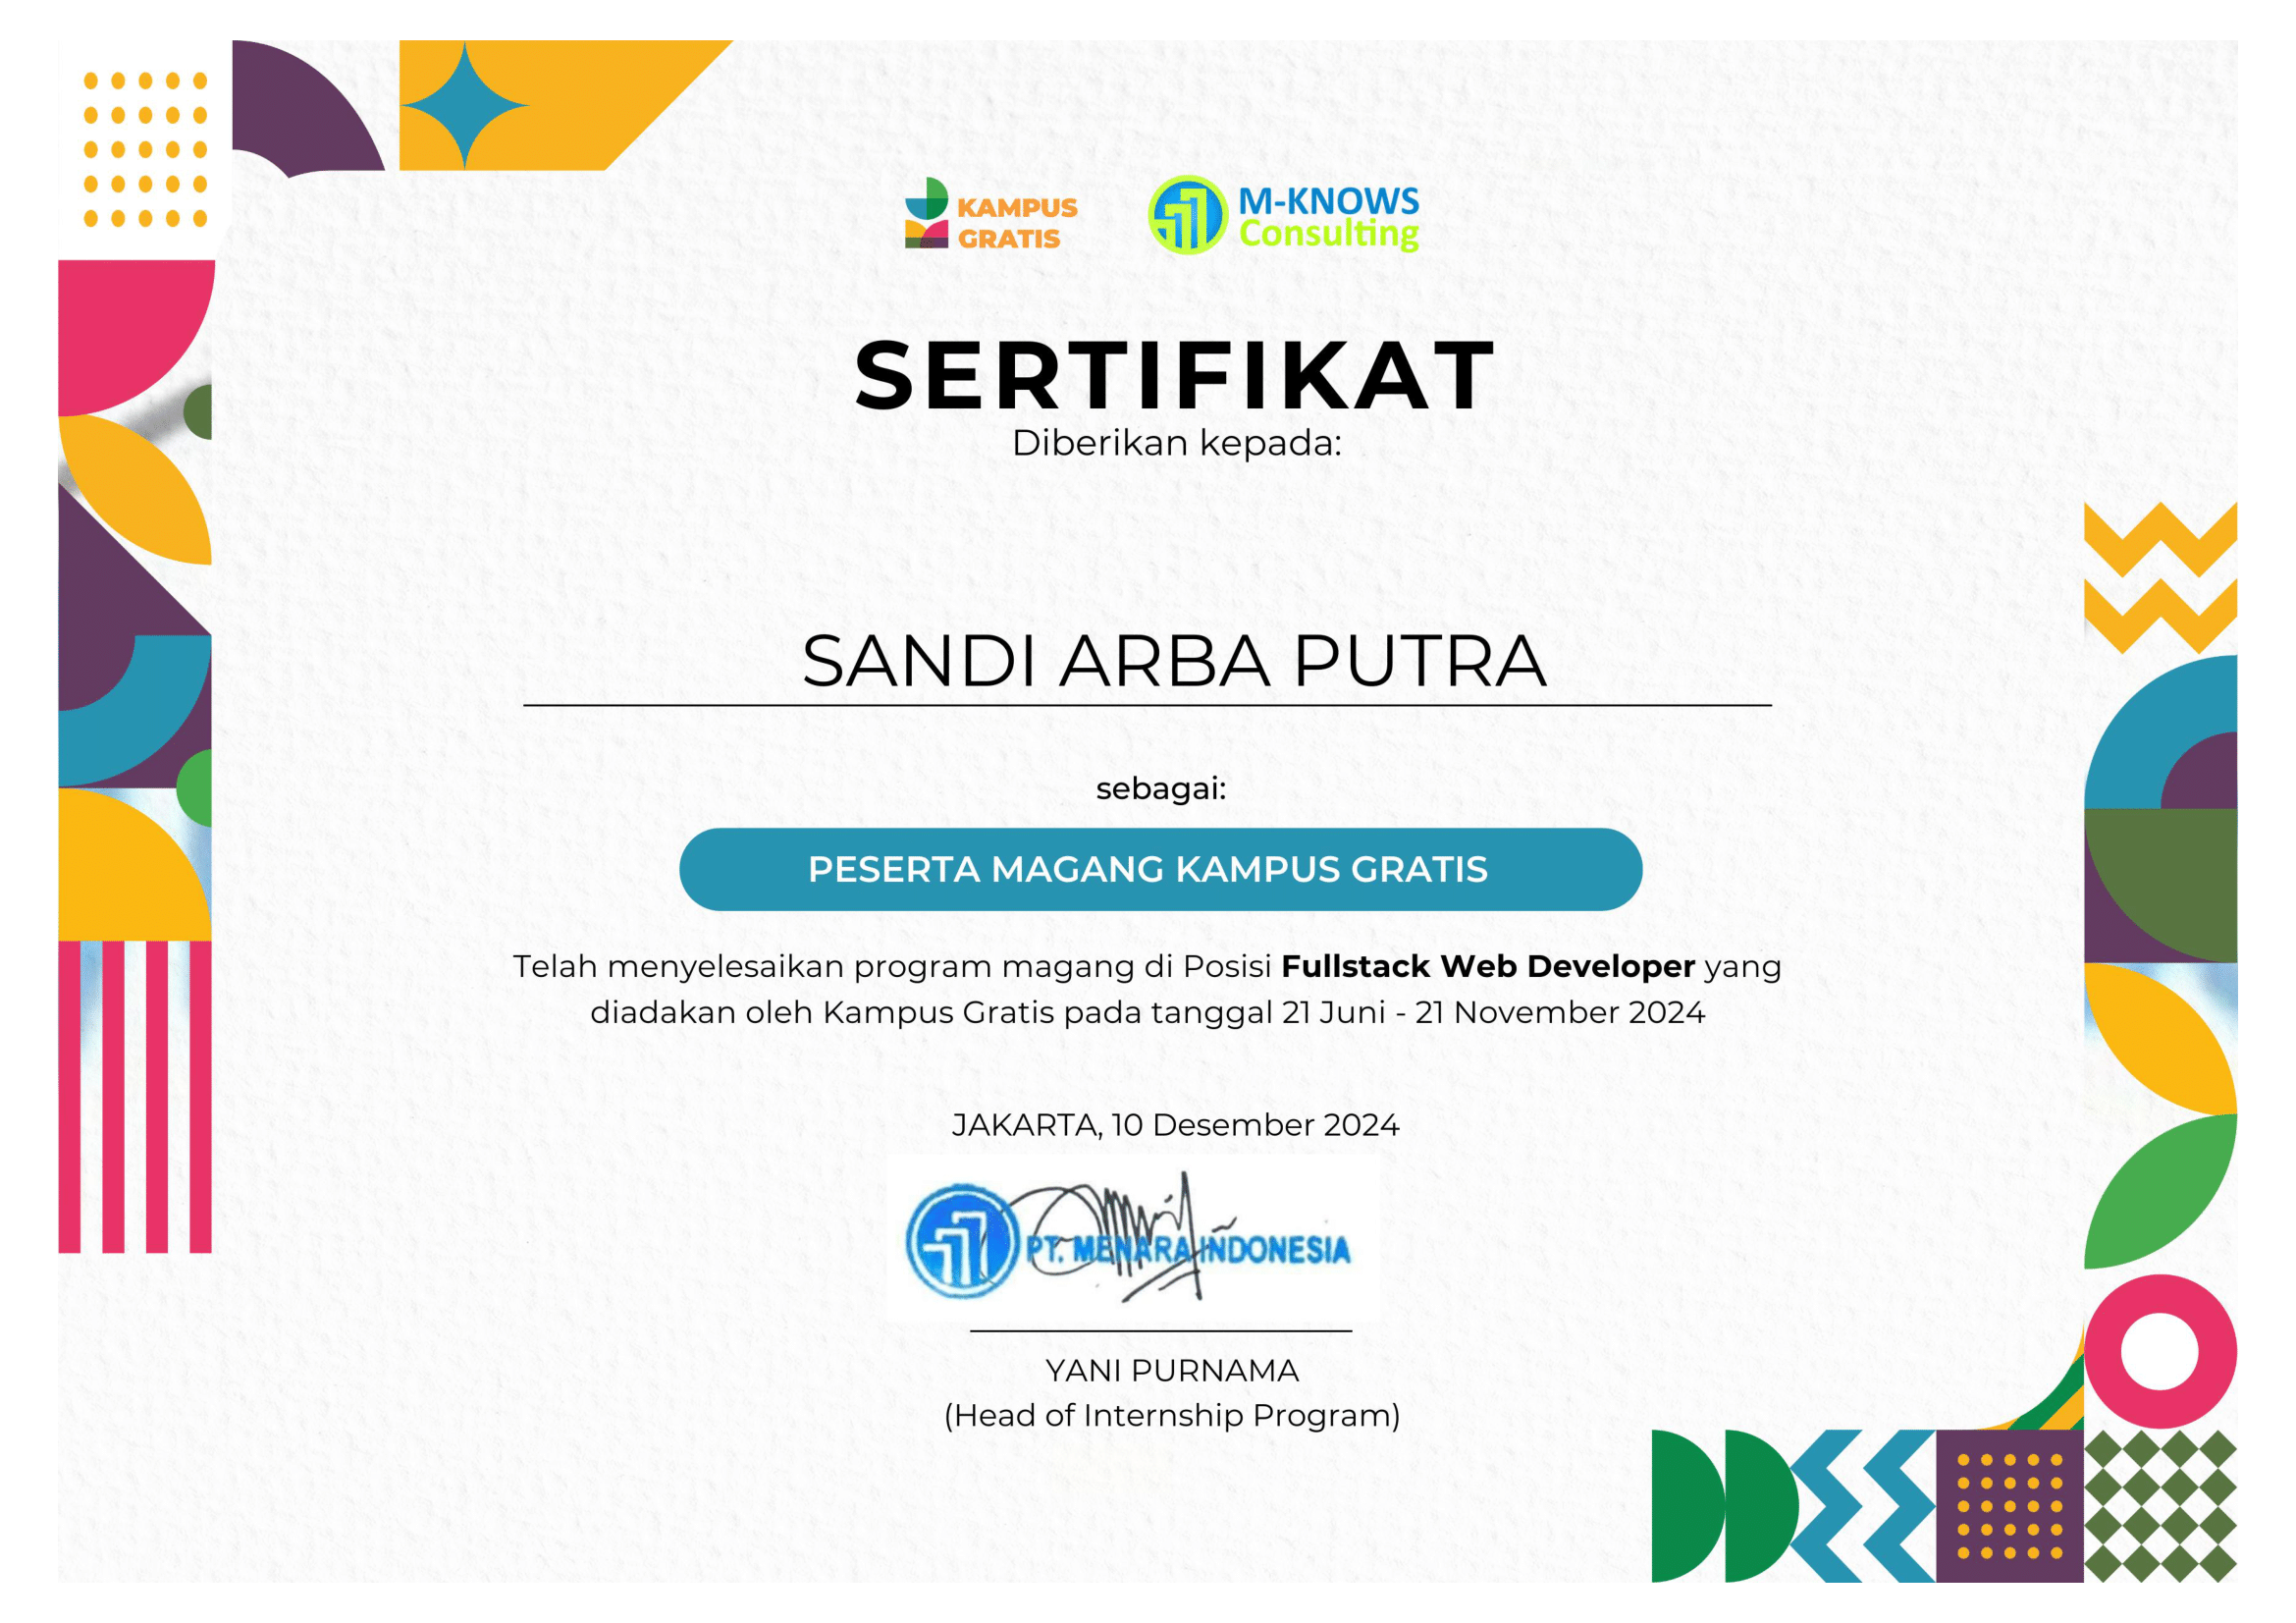 KAMPUS
GRATIS
M-KNOWS
Consulting
SERTIFIKAT
Diberikan kepada:
SANDI ARBA PUTRA
sebagai:
PESERTA MAGANG KAMPUS GRATIS
Telah menyelesaikan program magang di Posisi Fullstack Web Developer yang
diadakan oleh Kampus Gratis pada tanggal 21 Juni - 21 November 2024
JAKARTA, 10 Desember 2024
PT. MENARA INDONESIA
YANI PURNAMA
(Head of Internship Program)